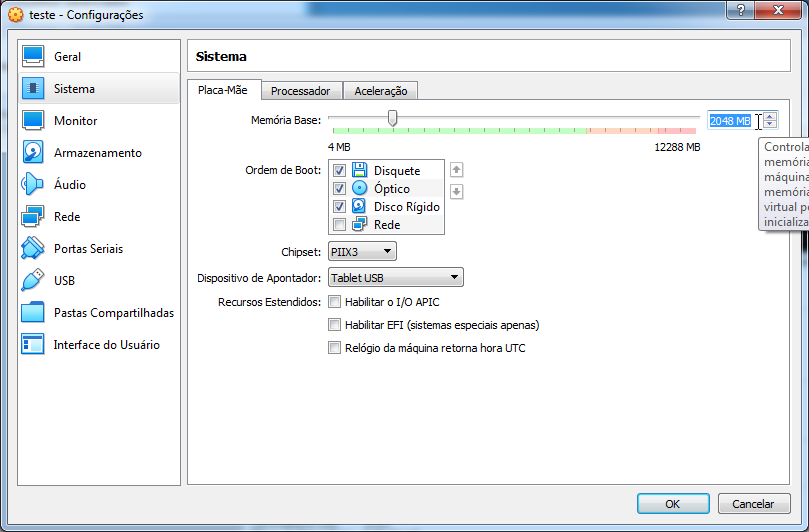 teste - Configurações
Geral
Sistema
Monitor
Armazenamento
Áudio
Rede
Portas Seriais
USB
Pastas Compartilhadas
Interface do Usuário
Sistema
Placa-Mãe Processador Aceleração
Memória Base: 2048 MB
4 MB 12288 MB
Controla
memória
máquina
memória
virtual
inicializa
Ordem de Boot: Disquete
Óptico
Disco Rígido
Rede
Chipset: PIIX3
Dispositivo de Apontador: Tablet USB
Recursos Estendidos: Habilitar o I/O APIC
Habilitar EFI (sistemas especiais apenas)
Relógio da máquina retorna hora UTC
OK Cancelar